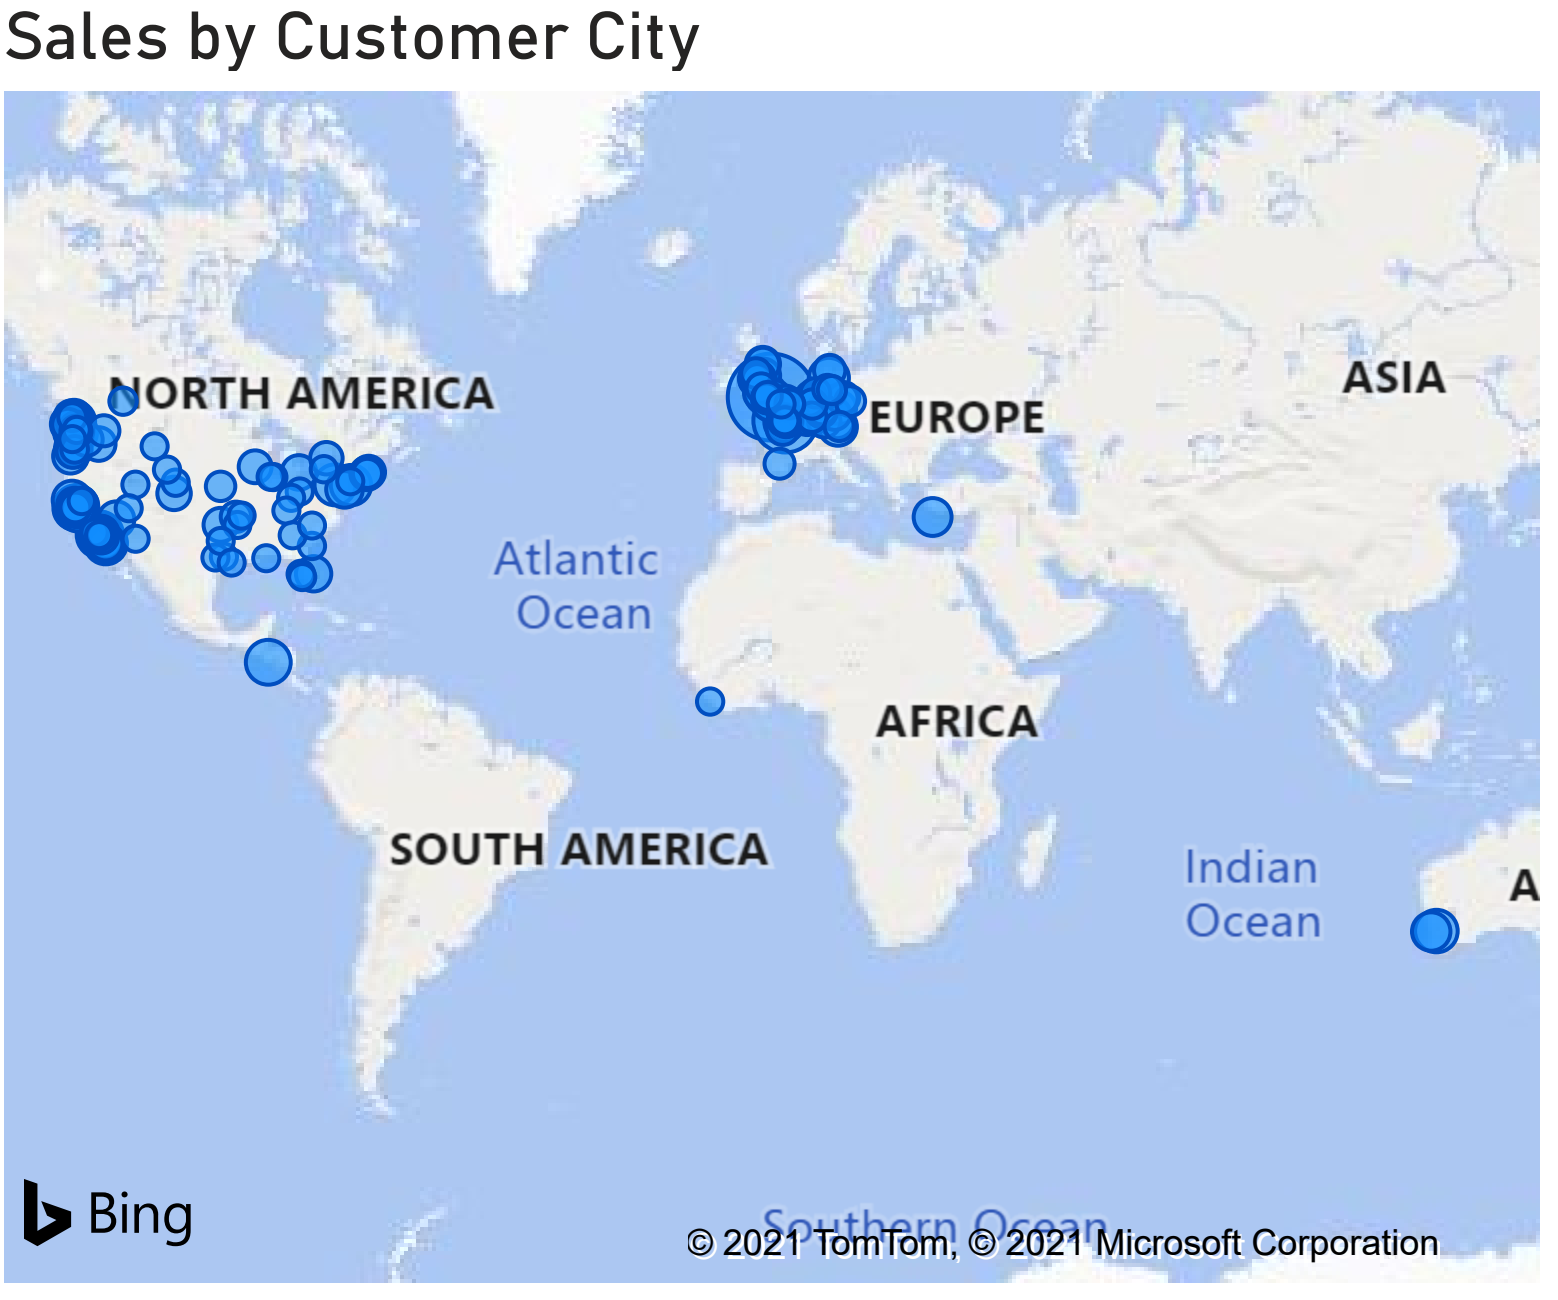 Sales by Customer City
NORTH AMERICA
ASIA
EUROPE
Atlantic
Ocean
AFRICA
SOUTH AMERICA
Indian
Ocean
A
Bing
Southern Ocean
© 2021 TomTom, © 2021 Microsoft Corporation